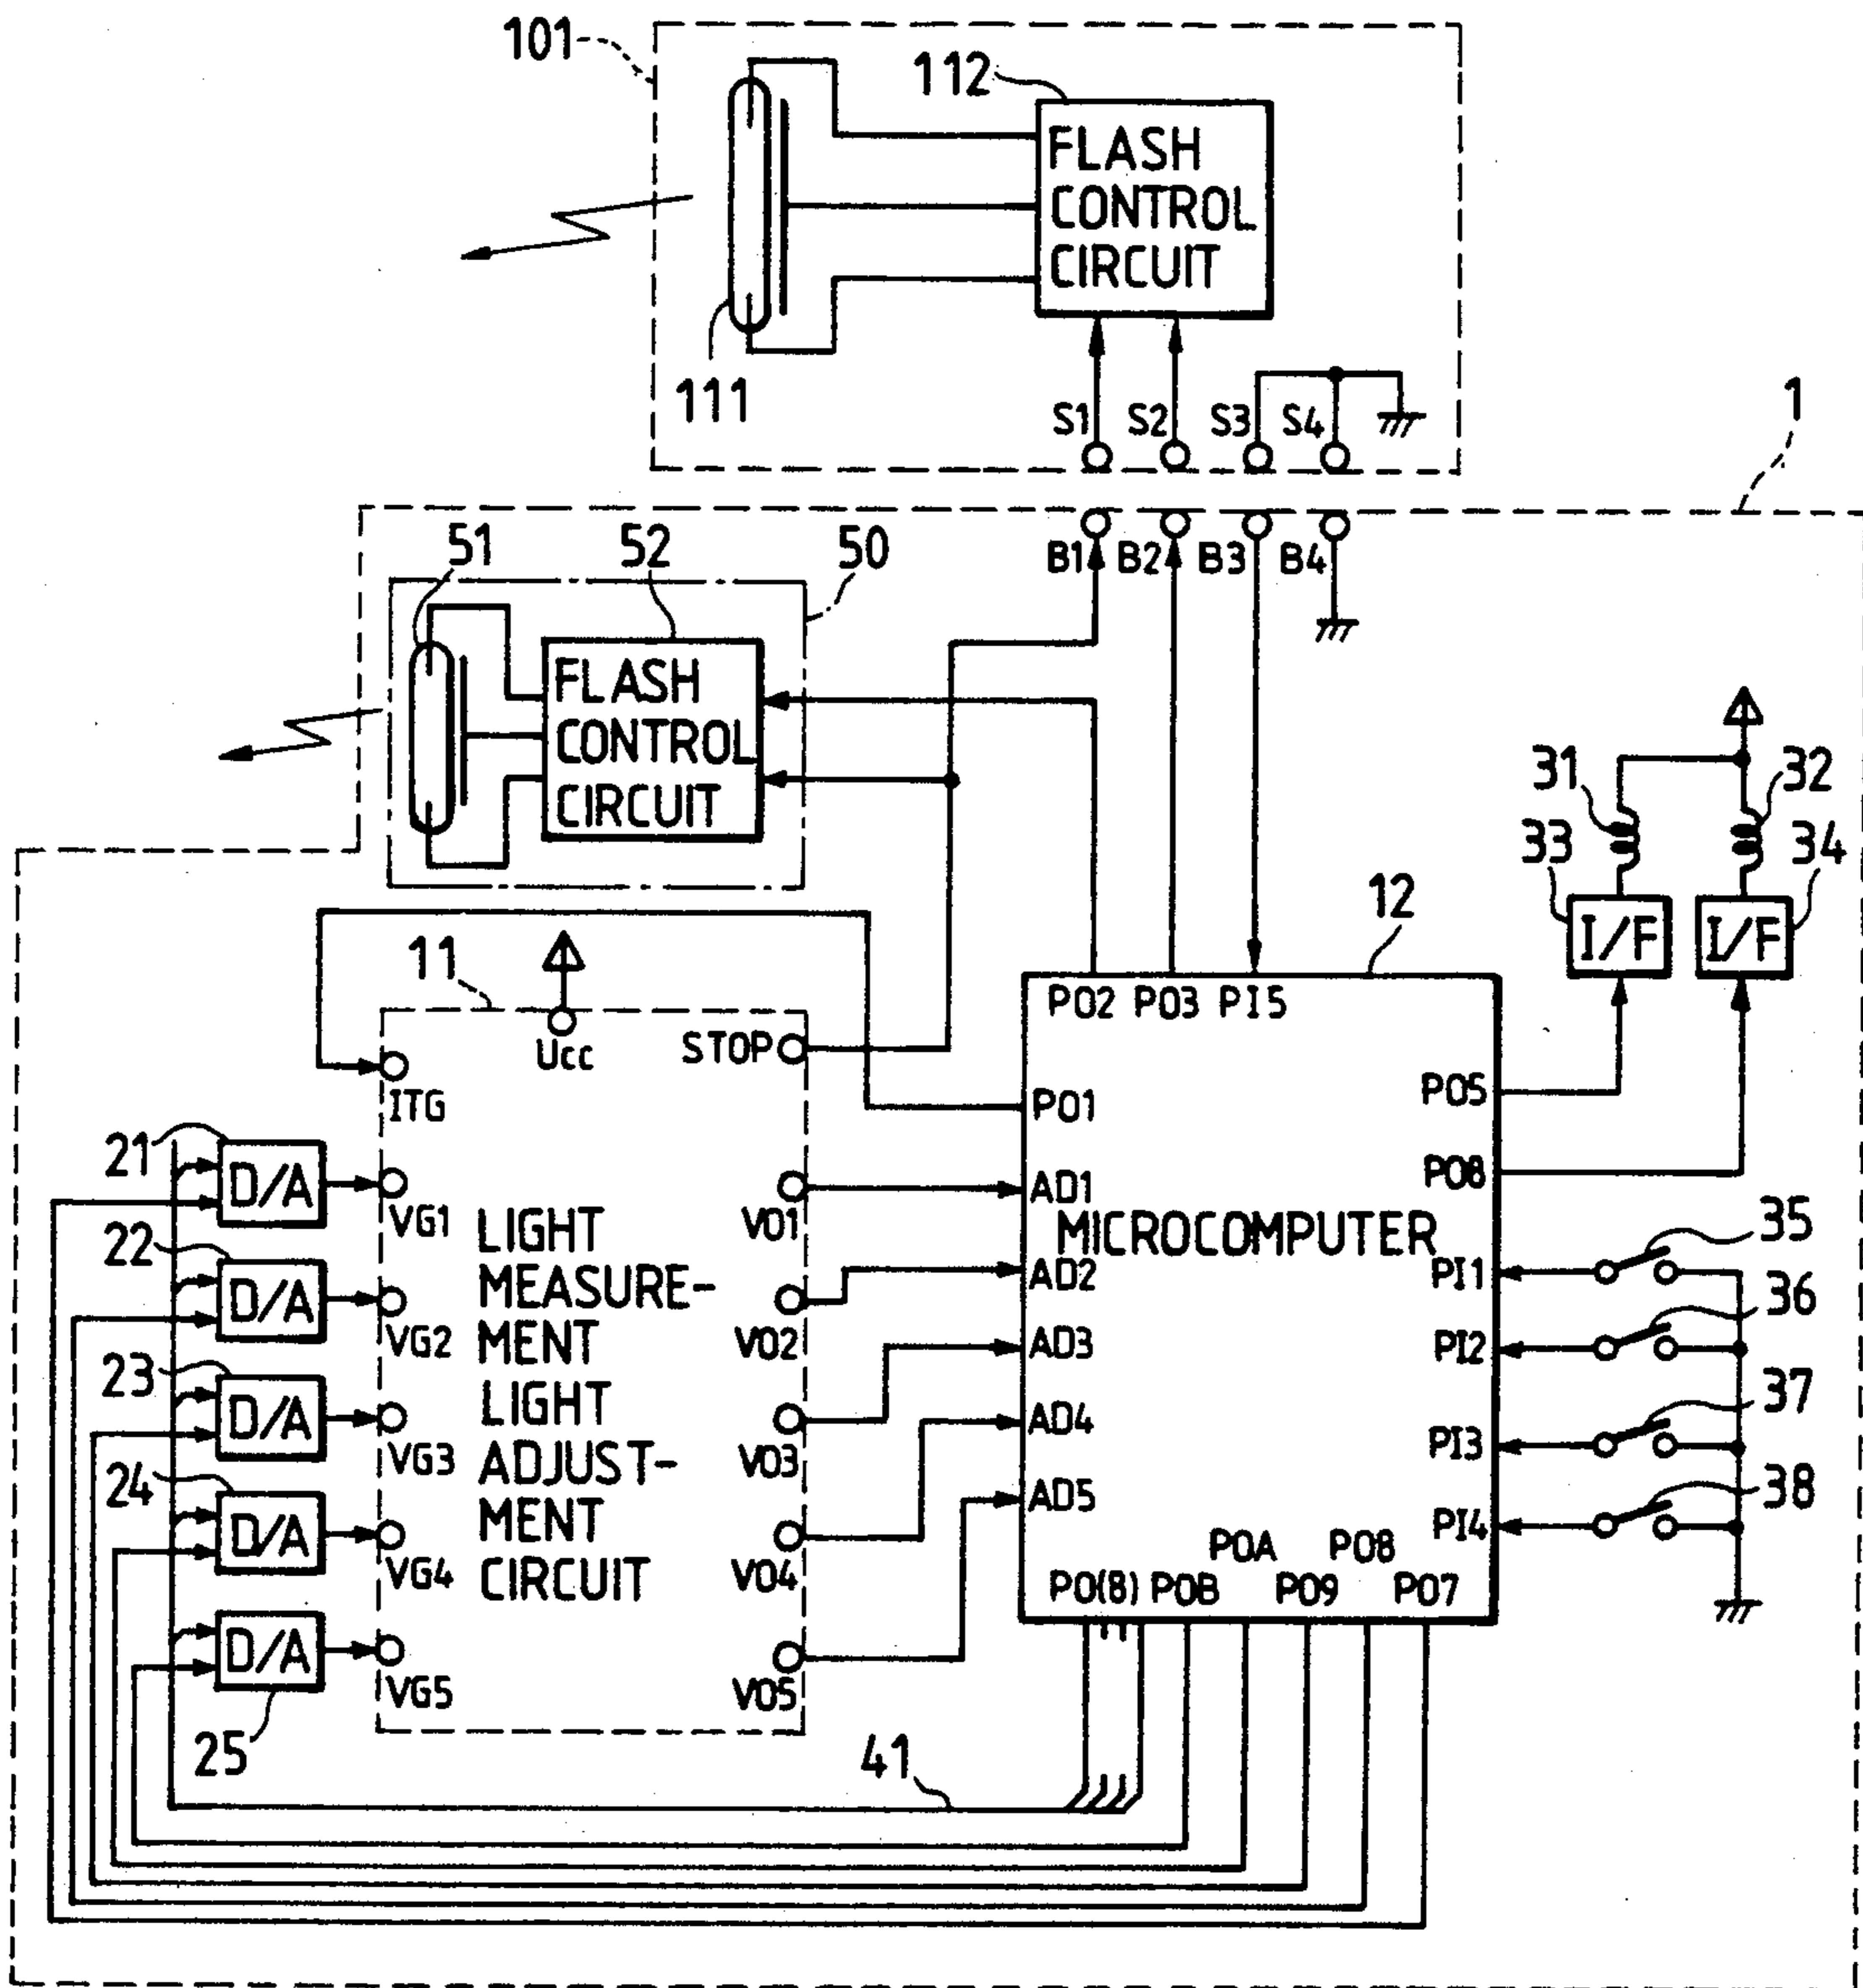 101
112
FLASH
CONTROL
CIRCUIT
111
S1 S2 S3 S4
1
B1 B2 B3 B4
51
52
50
FLASH
CONTROL
CIRCUIT
31
32
33
34
I/F
I/F
11
12
Ucc
STOP
ITG
PO2 PO3 PI5
PO1
PO5
PO8
21
D/A
VG1
22
D/A
VG2
23
D/A
VG3
24
D/A
VG4
25
D/A
VG5
LIGHT
MEASURE-
MENT
LIGHT
ADJUST-
MENT
CIRCUIT
VO1
VO2
VO3
VO4
VO5
AD1
MICROCOMPUTER
AD2
AD3
AD4
AD5
PI1
PI2
PI3
PI4
35
36
37
38
POA
PO8
PO(8) POB
PO9
PO7
41